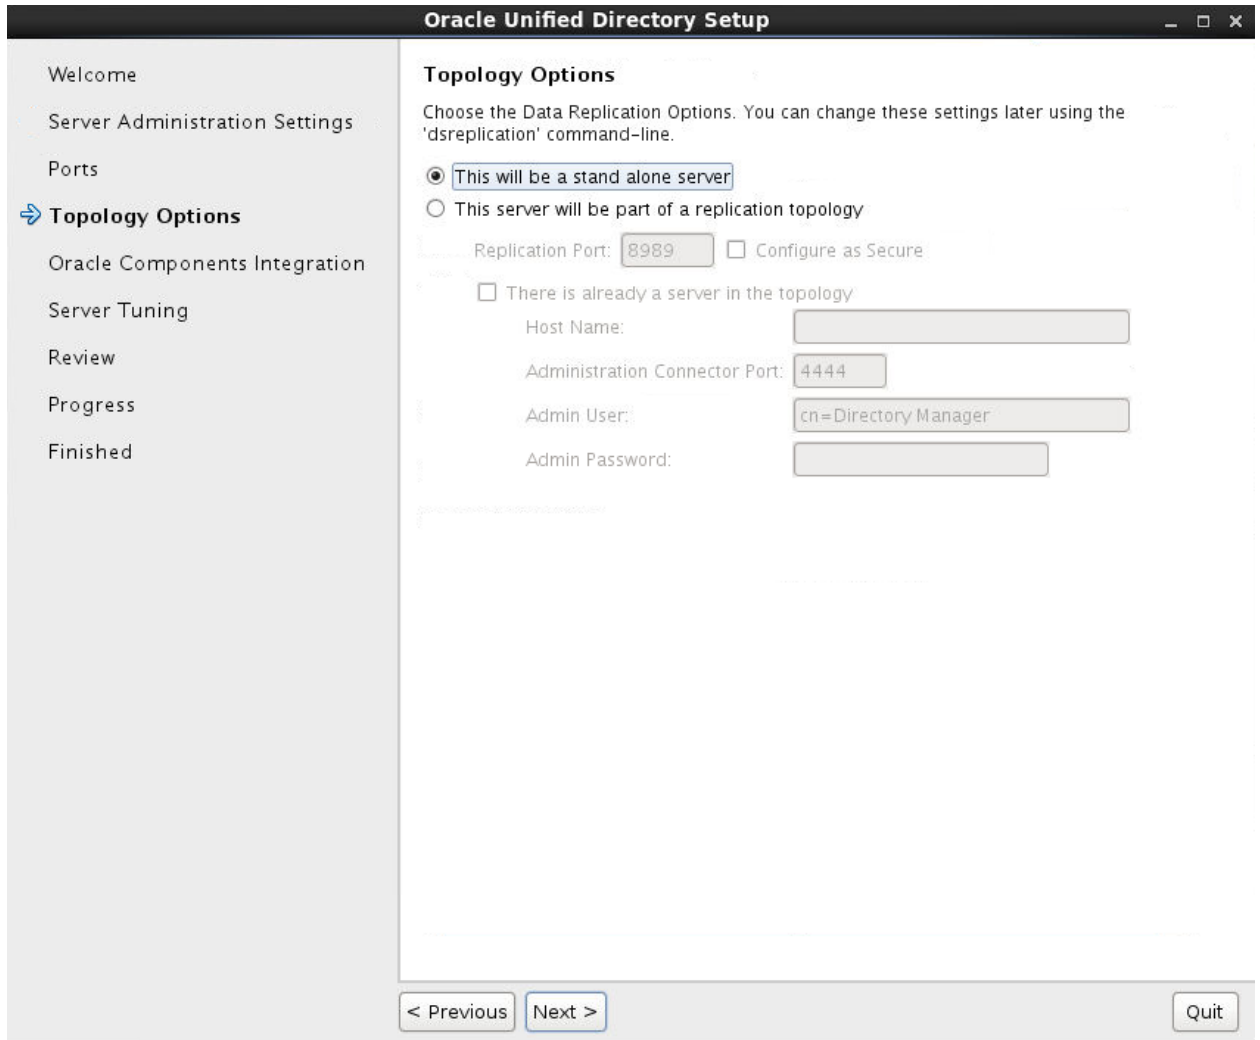 Oracle Unified Directory Setup
Welcome
Server Administration Settings
Ports
Topology Options
Oracle Components Integration
Server Tuning
Review
Progress
Finished
Topology Options
Choose the Data Replication Options. You can change these settings later using the
'dsreplication' command-line.
This will be a stand alone server
This server will be part of a replication topology
Replication Port: 8989 Configure as Secure
There is already a server in the topology
Host Name:
Administration Connector Port: 4444
Admin User: cn=Directory Manager
Admin Password:
< Previous Next > Quit